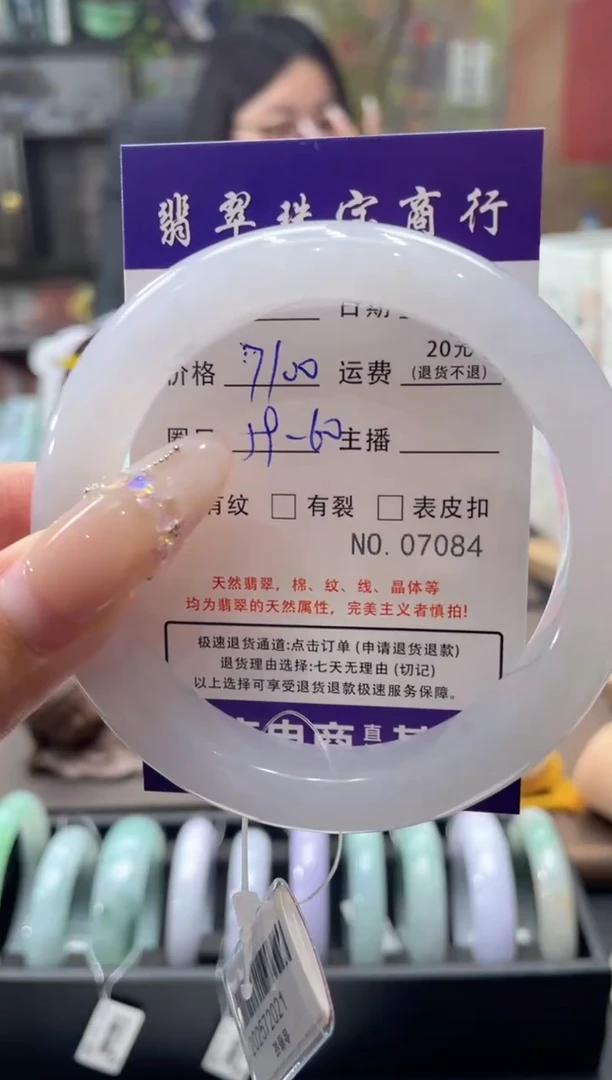 翡翠珠宝商行
日期
价格 7100 运费 20元 (退货不退)
圈口 59-60 主播
有纹 □ 有裂 □ 表皮扣
NO. 07084
天然翡翠，棉、纹、线、晶体等
均为翡翠的天然属性，完美主义者慎拍!
极速退货通道:点击订单 (申请退货退款)
退货理由选择:七天无理由 (切记)
以上选择可享受退货退款极速服务保障。
电商直
202572021